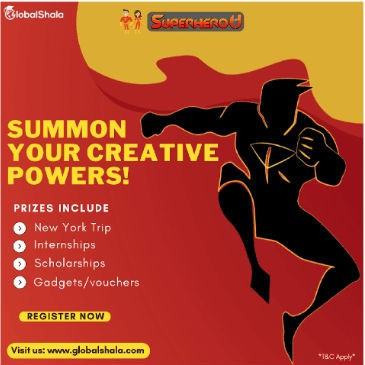 GlobalShala
SUPERHERO U
SUMMON
YOUR CREATIVE
POWERS!
PRIZES INCLUDE
New York Trip
Internships
Scholarships
Gadgets/vouchers
REGISTER NOW
Visit us: www.globalshala.com
*T&C Apply*